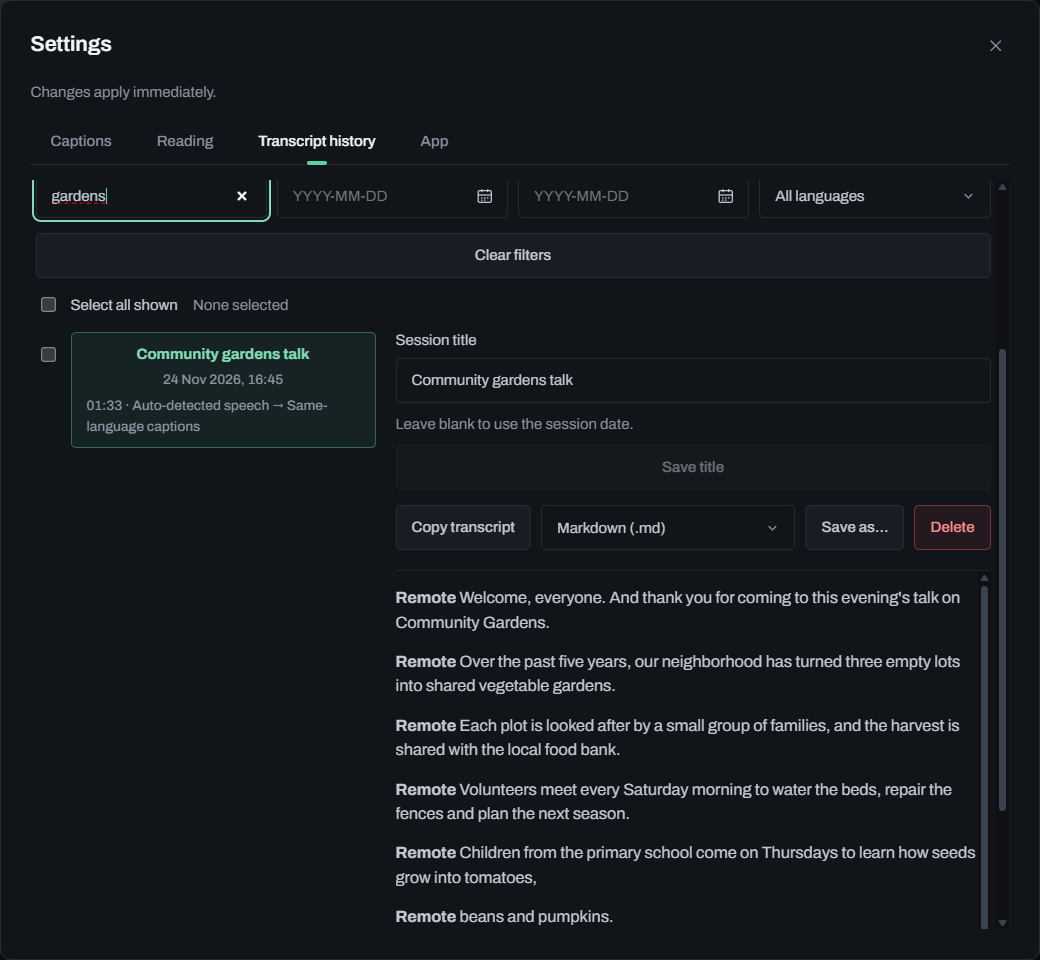 Settings
Changes apply immediately.
Captions Reading Transcript history App
gardens YYYY-MM-DD YYYY-MM-DD All languages
Clear filters
Select all shown None selected
Community gardens talk
24 Nov 2026, 16:45
01:33 · Auto-detected speech → Same-
language captions
Session title
Community gardens talk
Leave blank to use the session date.
Save title
Copy transcript Markdown (.md) Save as... Delete
Remote Welcome, everyone. And thank you for coming to this evening's talk on
Community Gardens.
Remote Over the past five years, our neighborhood has turned three empty lots
into shared vegetable gardens.
Remote Each plot is looked after by a small group of families, and the harvest is
shared with the local food bank.
Remote Volunteers meet every Saturday morning to water the beds, repair the
fences and plan the next season.
Remote Children from the primary school come on Thursdays to learn how seeds
grow into tomatoes,
Remote beans and pumpkins.